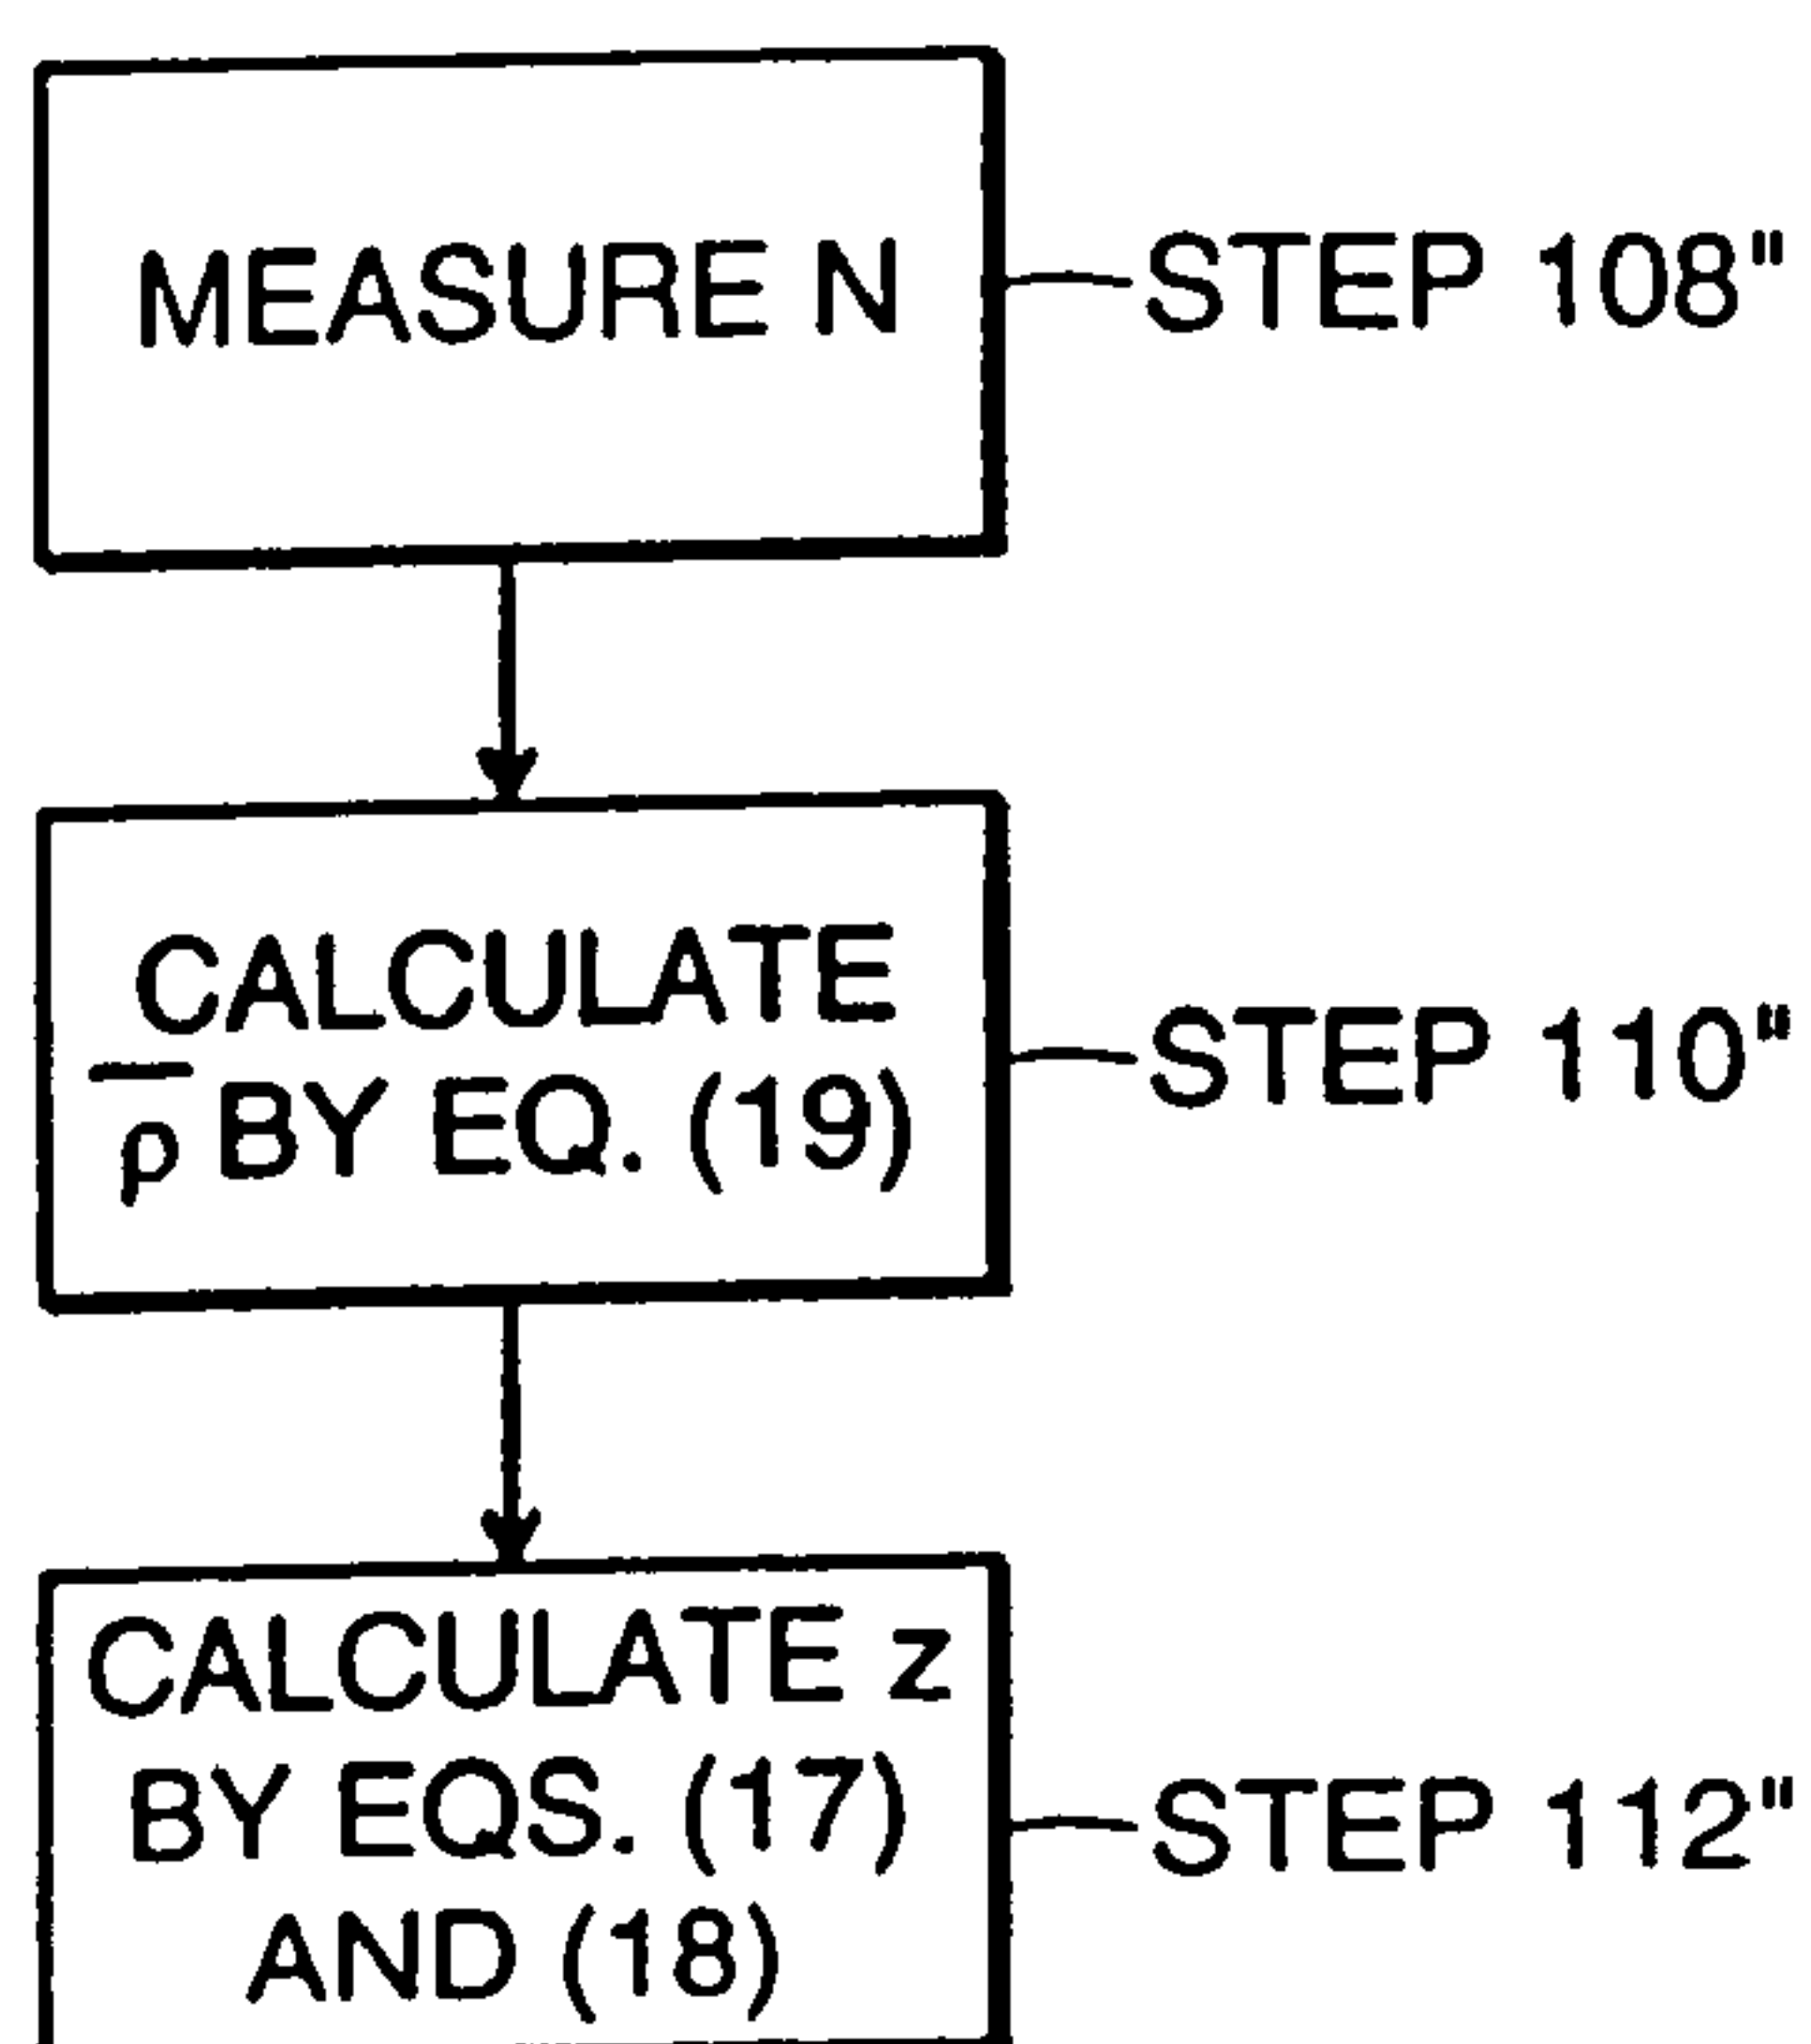 MEASURE N
STEP 108"
CALCULATE
ρ̅ BY EQ. (19)
STEP 110"
CALCULATE z
BY EQS. (17)
AND (18)
STEP 112"